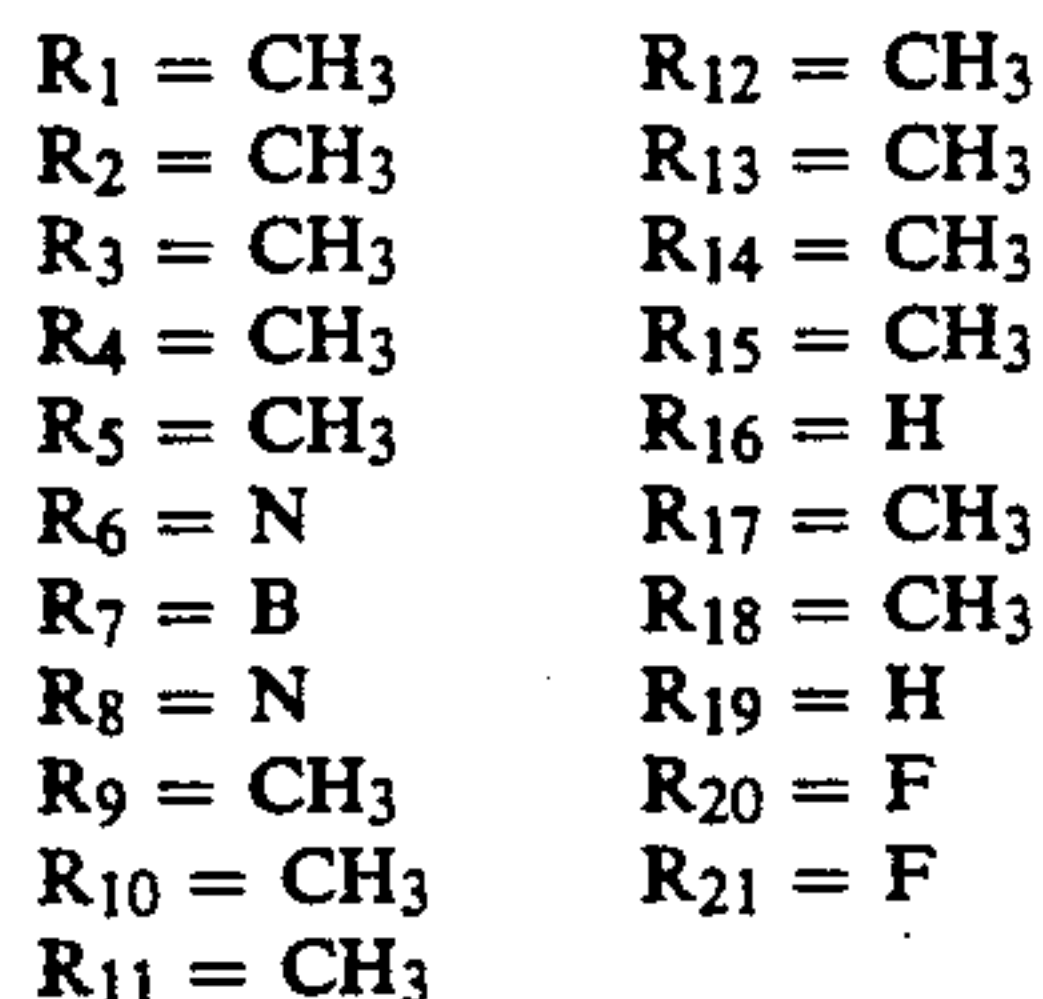 R₁ = CH₃
R₂ = CH₃
R₃ = CH₃
R₄ = CH₃
R₅ = CH₃
R₆ = N
R₇ = B
R₈ = N
R₉ = CH₃
R₁₀ = CH₃
R₁₁ = CH₃
R₁₂ = CH₃
R₁₃ = CH₃
R₁₄ = CH₃
R₁₅ = CH₃
R₁₆ = H
R₁₇ = CH₃
R₁₈ = CH₃
R₁₉ = H
R₂₀ = F
R₂₁ = F